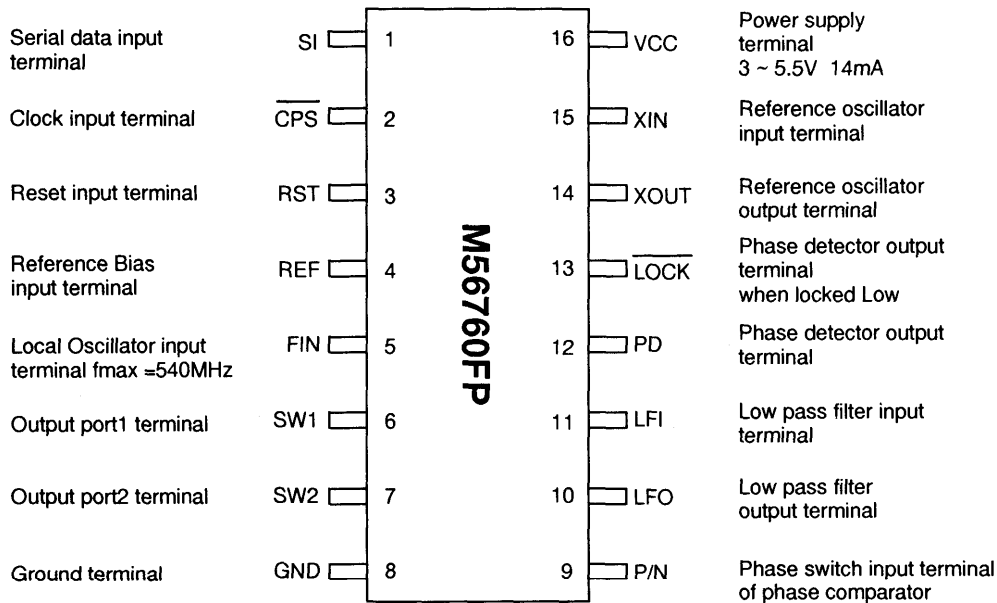 Serial data input
terminal
SI
1
Clock input terminal
CPS
2
Reset input terminal
RST
3
Reference Bias
input terminal
REF
4
Local Oscillator input
terminal fmax =540MHz
FIN
5
Output port1 terminal
SW1
6
Output port2 terminal
SW2
7
Ground terminal
GND
8
M56760FP
16
VCC
Power supply
terminal
3 ~ 5.5V 14mA
15
XIN
Reference oscillator
input terminal
14
XOUT
Reference oscillator
output terminal
13
LOCK
Phase detector output
terminal
when locked Low
12
PD
Phase detector output
terminal
11
LFI
Low pass filter input
terminal
10
LFO
Low pass filter
output terminal
9
P/N
Phase switch input terminal
of phase comparator